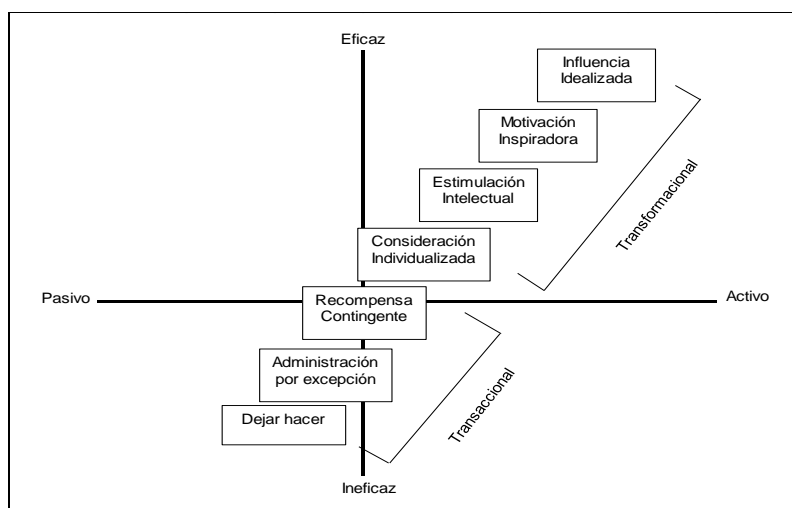 Eficaz
Influencia
Idealizada
Motivación
Inspiradora
Estimulación
Intelectual
Transformacional
Consideración
Individualizada
Pasivo
Recompensa
Contingente
Activo
Administración
por excepción
Transaccional
Dejar hacer
Ineficaz